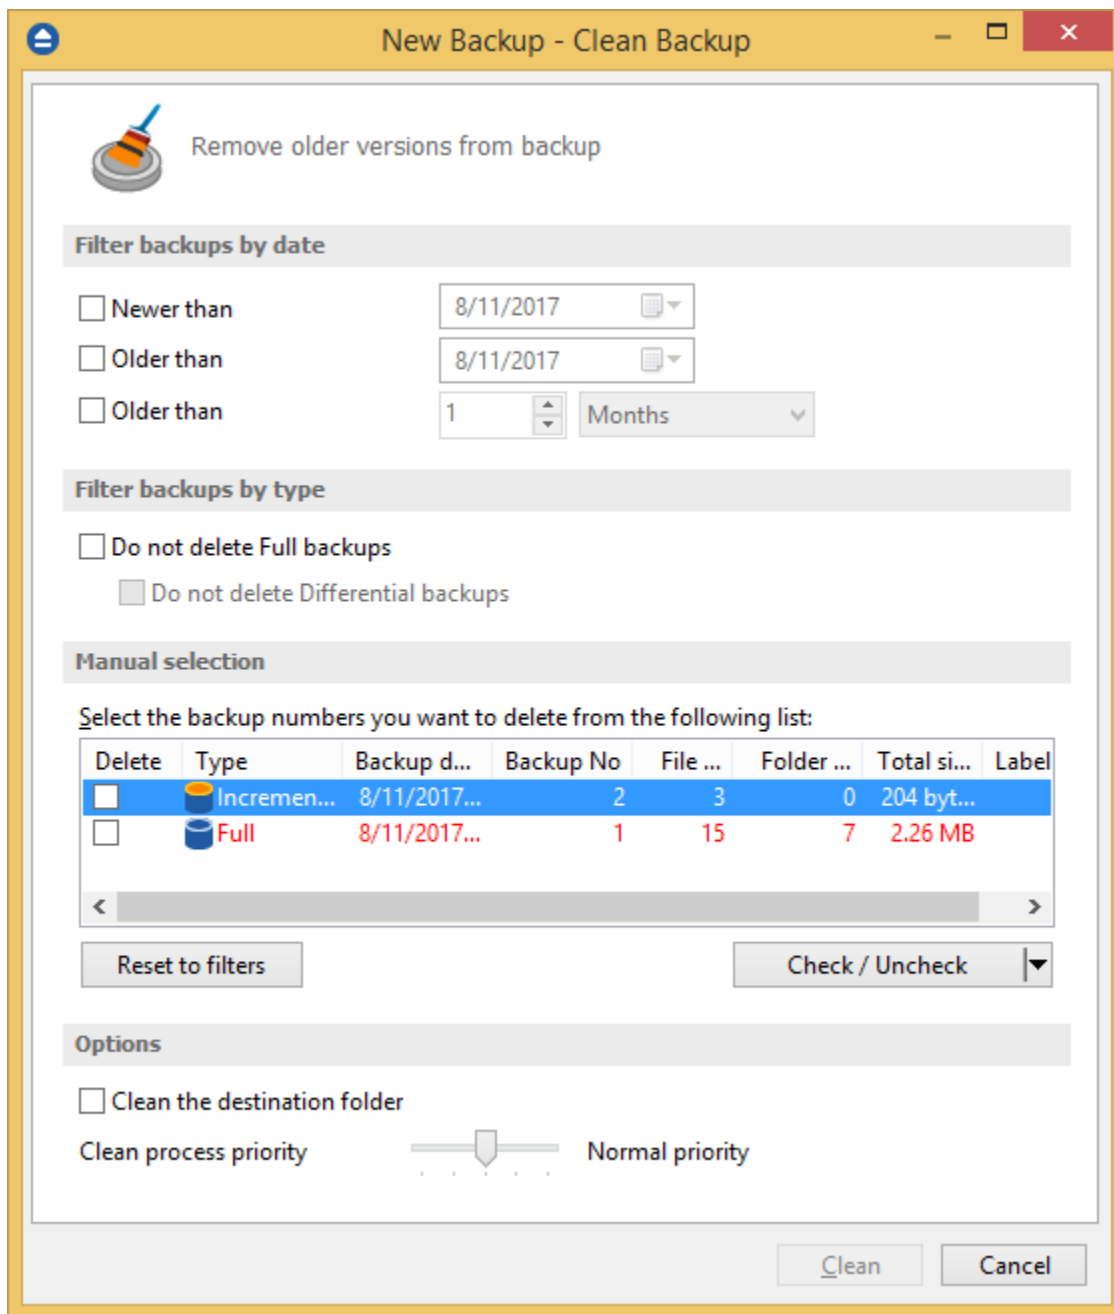 New Backup - Clean Backup
Remove older versions from backup
Filter backups by date
Newer than 8/11/2017
Older than 8/11/2017
Older than 1 Months
Filter backups by type
Do not delete Full backups
Do not delete Differential backups
Manual selection
Select the backup numbers you want to delete from the following list:
Delete Type Backup d... Backup No File ... Folder ... Total si... Label
Incremen... 8/11/2017... 2 3 0 204 byt...
Full 8/11/2017... 1 15 7 2.26 MB
Reset to filters Check / Uncheck
Options
Clean the destination folder
Clean process priority Normal priority
Clean Cancel